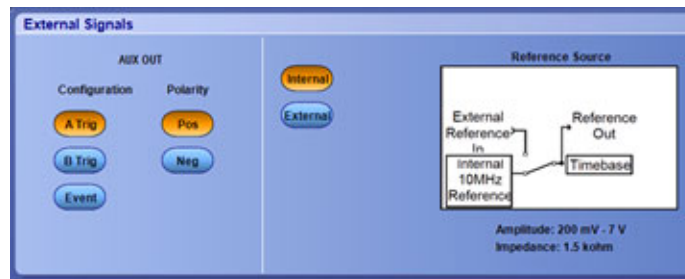 External Signals
AUX OUT
Configuration
Polarity
A Trig
Pos
B Trig
Neg
Event
Internal
External
Reference Source
External
Reference
In
Internal
10MHz
Reference
Reference
Out
Timebase
Amplitude: 200 mV - 7 V
Impedance: 1.5 kohm